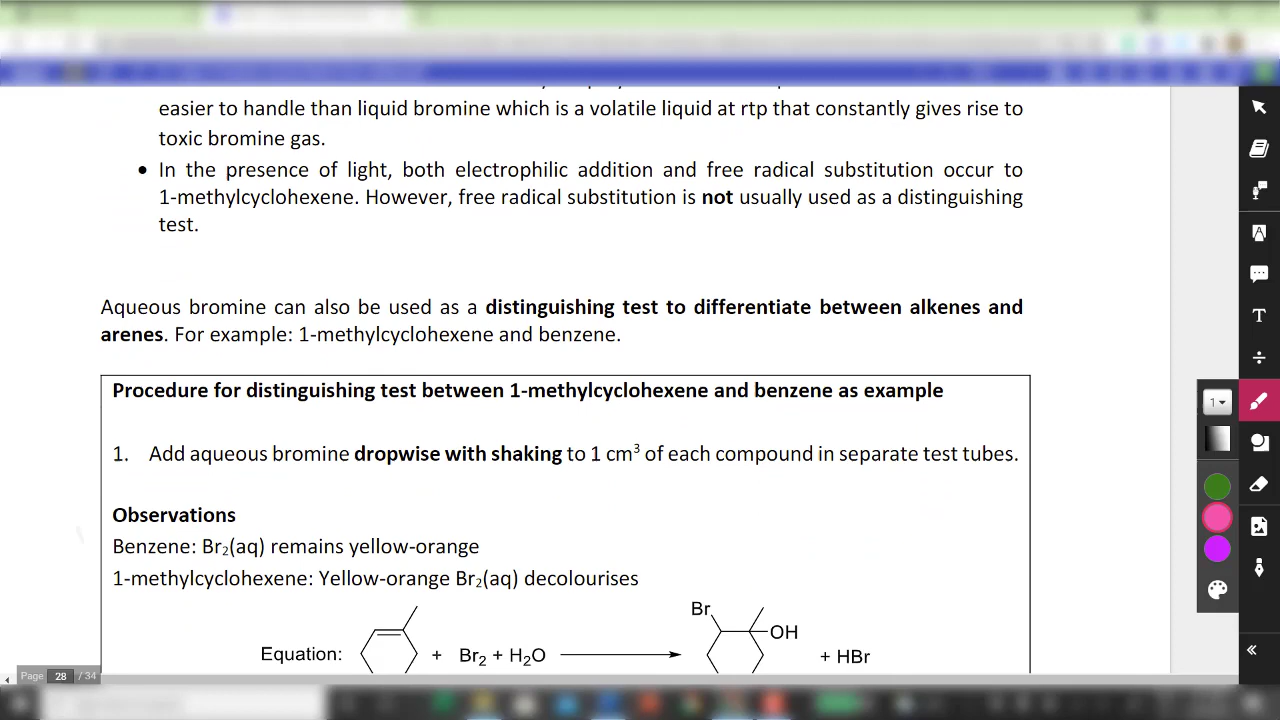 easier to handle than liquid bromine which is a volatile liquid at rtp that constantly gives rise to
toxic bromine gas.
• In the presence of light, both electrophilic addition and free radical substitution occur to
1-methylcyclohexene. However, free radical substitution is not usually used as a distinguishing
test.
Aqueous bromine can also be used as a distinguishing test to differentiate between alkenes and
arenes. For example: 1-methylcyclohexene and benzene.
Procedure for distinguishing test between 1-methylcyclohexene and benzene as example
1. Add aqueous bromine dropwise with shaking to 1 cm³ of each compound in separate test tubes.
Observations
Benzene: Br₂(aq) remains yellow-orange
1-methylcyclohexene: Yellow-orange Br₂(aq) decolourises
Br
OH
Equation: + Br₂ + H₂O + HBr
Page 28 / 34
1
T